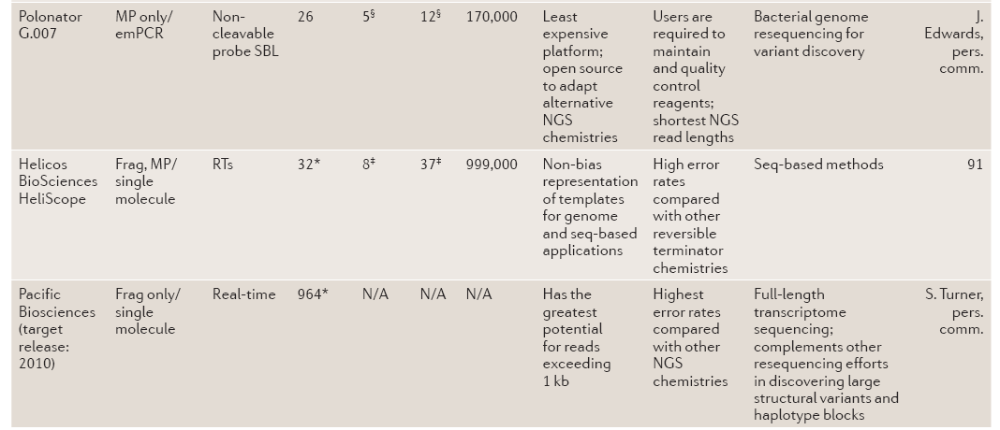 Polonator G.007 | MP only/ emPCR | Non- cleavable probe SBL | 26 | 5§ | 12§ | 170,000 | Least expensive platform; open source to adapt alternative NGS chemistries | Users are required to maintain and quality control reagents; shortest NGS read lengths | Bacterial genome resequencing for variant discovery | J. Edwards, pers. comm.
Helicos BioSciences HeliScope | Frag, MP/ single molecule | RTs | 32* | 8‡ | 37‡ | 999,000 | Non-bias representation of templates for genome and seq-based applications | High error rates compared with other reversible terminator chemistries | Seq-based methods | 91
Pacific Biosciences (target release: 2010) | Frag only/ single molecule | Real-time | 964* | N/A | N/A | N/A | Has the greatest potential for reads exceeding 1 kb | Highest error rates compared with other NGS chemistries | Full-length transcriptome sequencing; complements other resequencing efforts in discovering large structural variants and haplotype blocks | S. Turner, pers. comm.